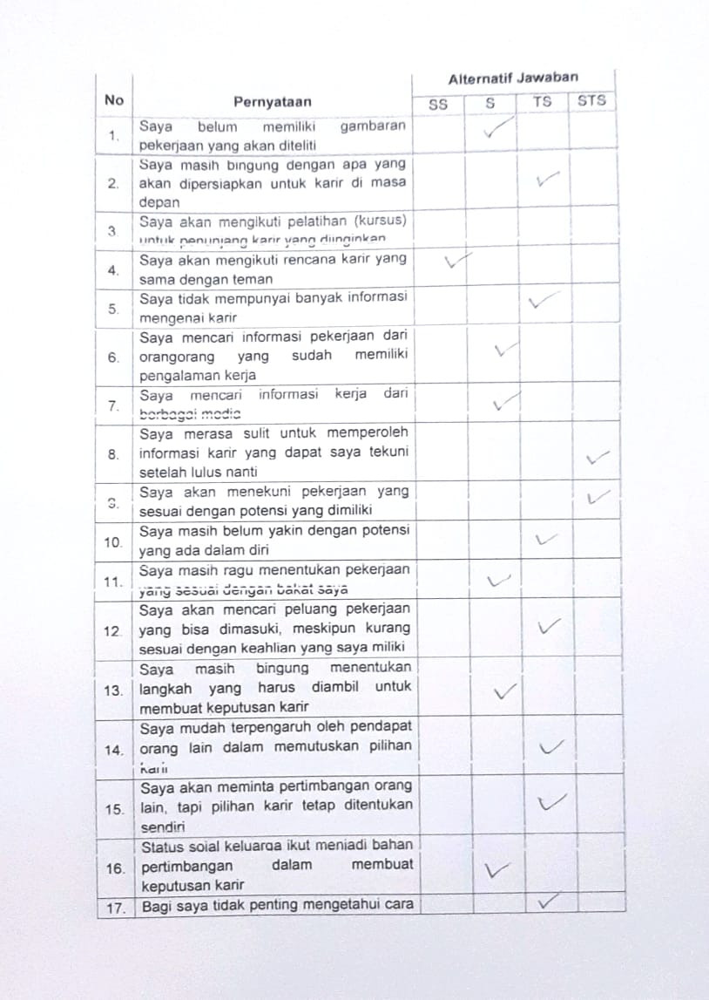 Alternatif Jawaban
No Pernyataan SS S TS STS
1. Saya belum memiliki gambaran
pekerjaan yang akan diteliti ✓
2. Saya masih bingung dengan apa yang
akan dipersiapkan untuk karir di masa
depan ✓
3 Saya akan mengikuti pelatihan (kursus)
untuk penunjang karir yang diinginkan
4. Saya akan mengikuti rencana karir yang
sama dengan teman ✓
5. Saya tidak mempunyai banyak informasi
mengenai karir ✓
6. Saya mencari informasi pekerjaan dari
orangorang yang sudah memiliki
pengalaman kerja ✓
7. Saya mencari informasi kerja dari
berbagai media ✓
8. Saya merasa sulit untuk memperoleh
informasi karir yang dapat saya tekuni
setelah lulus nanti ✓
9. Saya akan menekuni pekerjaan yang
sesuai dengan potensi yang dimiliki ✓
10. Saya masih belum yakin dengan potensi
yang ada dalam diri ✓
11. Saya masih ragu menentukan pekerjaan
yang sesuai dengan bakat saya ✓
12. Saya akan mencari peluang pekerjaan
yang bisa dimasuki, meskipun kurang
sesuai dengan keahlian yang saya miliki ✓
13. Saya masih bingung menentukan
langkah yang harus diambil untuk
membuat keputusan karir ✓
14. Saya mudah terpengaruh oleh pendapat
orang lain dalam memutuskan pilihan
karir ✓
15. Saya akan meminta pertimbangan orang
lain, tapi pilihan karir tetap ditentukan
sendiri ✓
16. Status soial keluarga ikut menjadi bahan
pertimbangan dalam membuat
keputusan karir ✓
17. Bagi saya tidak penting mengetahui cara ✓